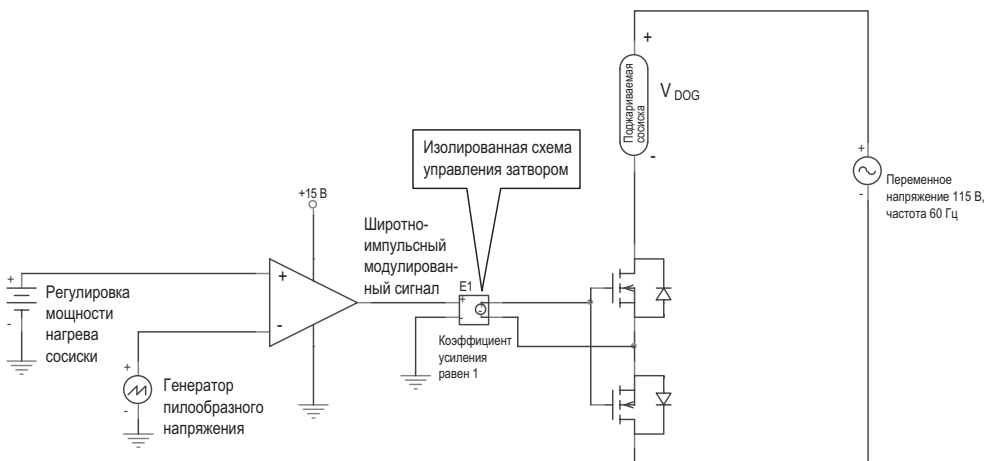 +
Поджариваемая
сосиска
V DOG
-
Изолированная схема
управления затвором
+
-
Переменное
напряжение 115 В,
частота 60 Гц
+15 В
Широтно-
импульсный
модулирован-
ный сигнал
+
-
Регулировка
мощности
нагрева
сосиски
+
-
E1
+
-
+
-
Коэффициент
усиления
равен 1
+
-
Генератор
пилообразного
напряжения